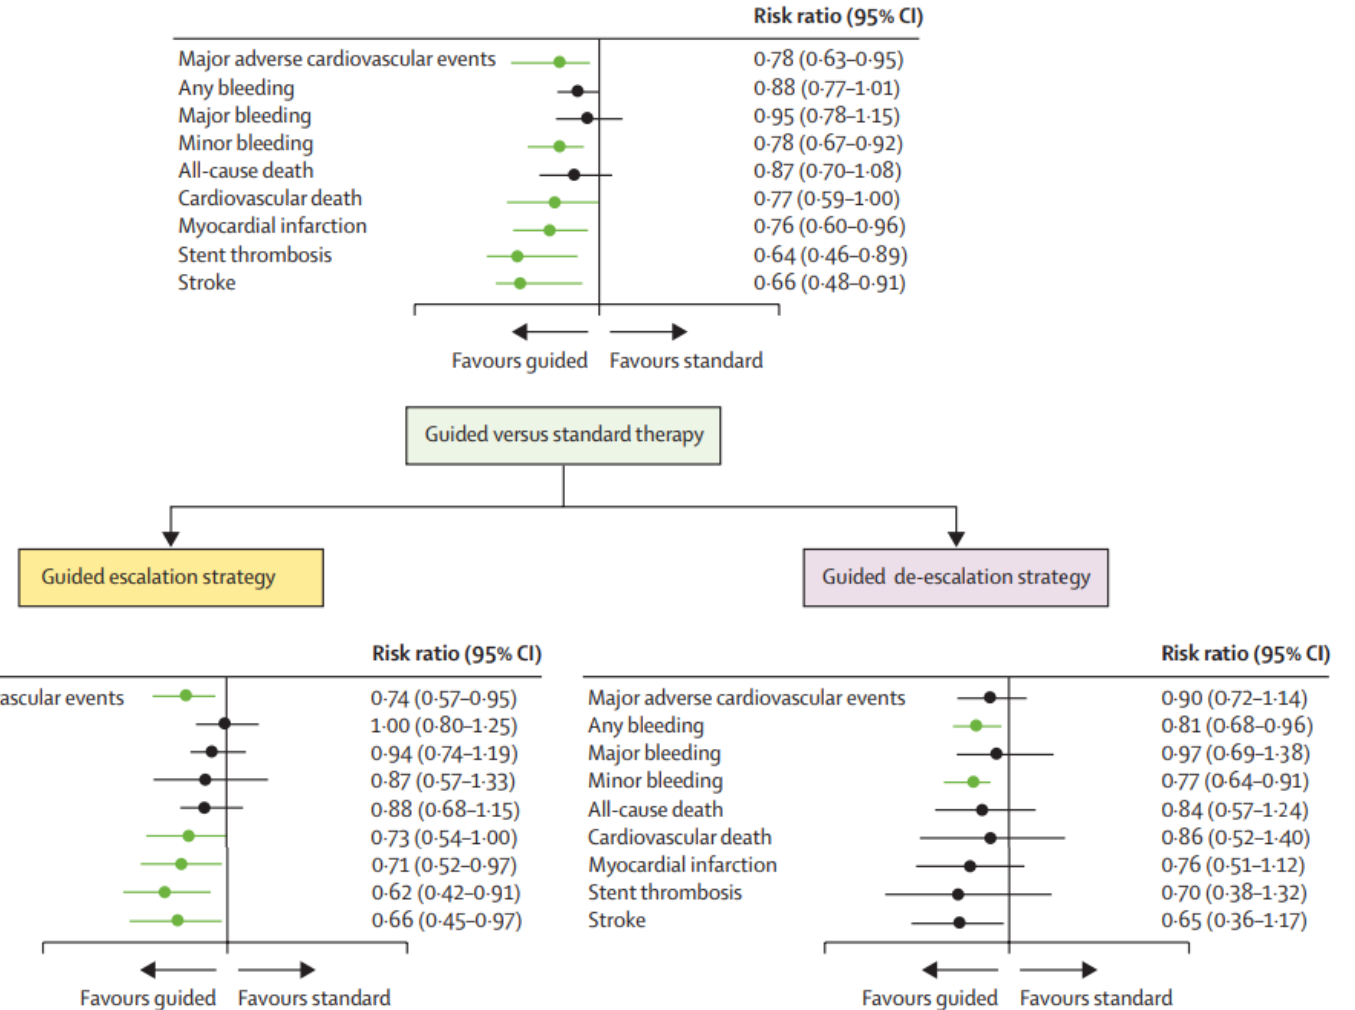 Risk ratio (95% CI)
Major adverse cardiovascular events 0·78 (0·63–0·95)
Any bleeding 0·88 (0·77–1·01)
Major bleeding 0·95 (0·78–1·15)
Minor bleeding 0·78 (0·67–0·92)
All-cause death 0·87 (0·70–1·08)
Cardiovascular death 0·77 (0·59–1·00)
Myocardial infarction 0·76 (0·60–0·96)
Stent thrombosis 0·64 (0·46–0·89)
Stroke 0·66 (0·48–0·91)
Favours guided Favours standard
Guided versus standard therapy
Guided escalation strategy
Risk ratio (95% CI)
ascular events 0·74 (0·57–0·95)
1·00 (0·80–1·25)
0·94 (0·74–1·19)
0·87 (0·57–1·33)
0·88 (0·68–1·15)
0·73 (0·54–1·00)
0·71 (0·52–0·97)
0·62 (0·42–0·91)
0·66 (0·45–0·97)
Favours guided Favours standard
Guided de-escalation strategy
Risk ratio (95% CI)
Major adverse cardiovascular events 0·90 (0·72–1·14)
Any bleeding 0·81 (0·68–0·96)
Major bleeding 0·97 (0·69–1·38)
Minor bleeding 0·77 (0·64–0·91)
All-cause death 0·84 (0·57–1·24)
Cardiovascular death 0·86 (0·52–1·40)
Myocardial infarction 0·76 (0·51–1·12)
Stent thrombosis 0·70 (0·38–1·32)
Stroke 0·65 (0·36–1·17)
Favours guided Favours standard